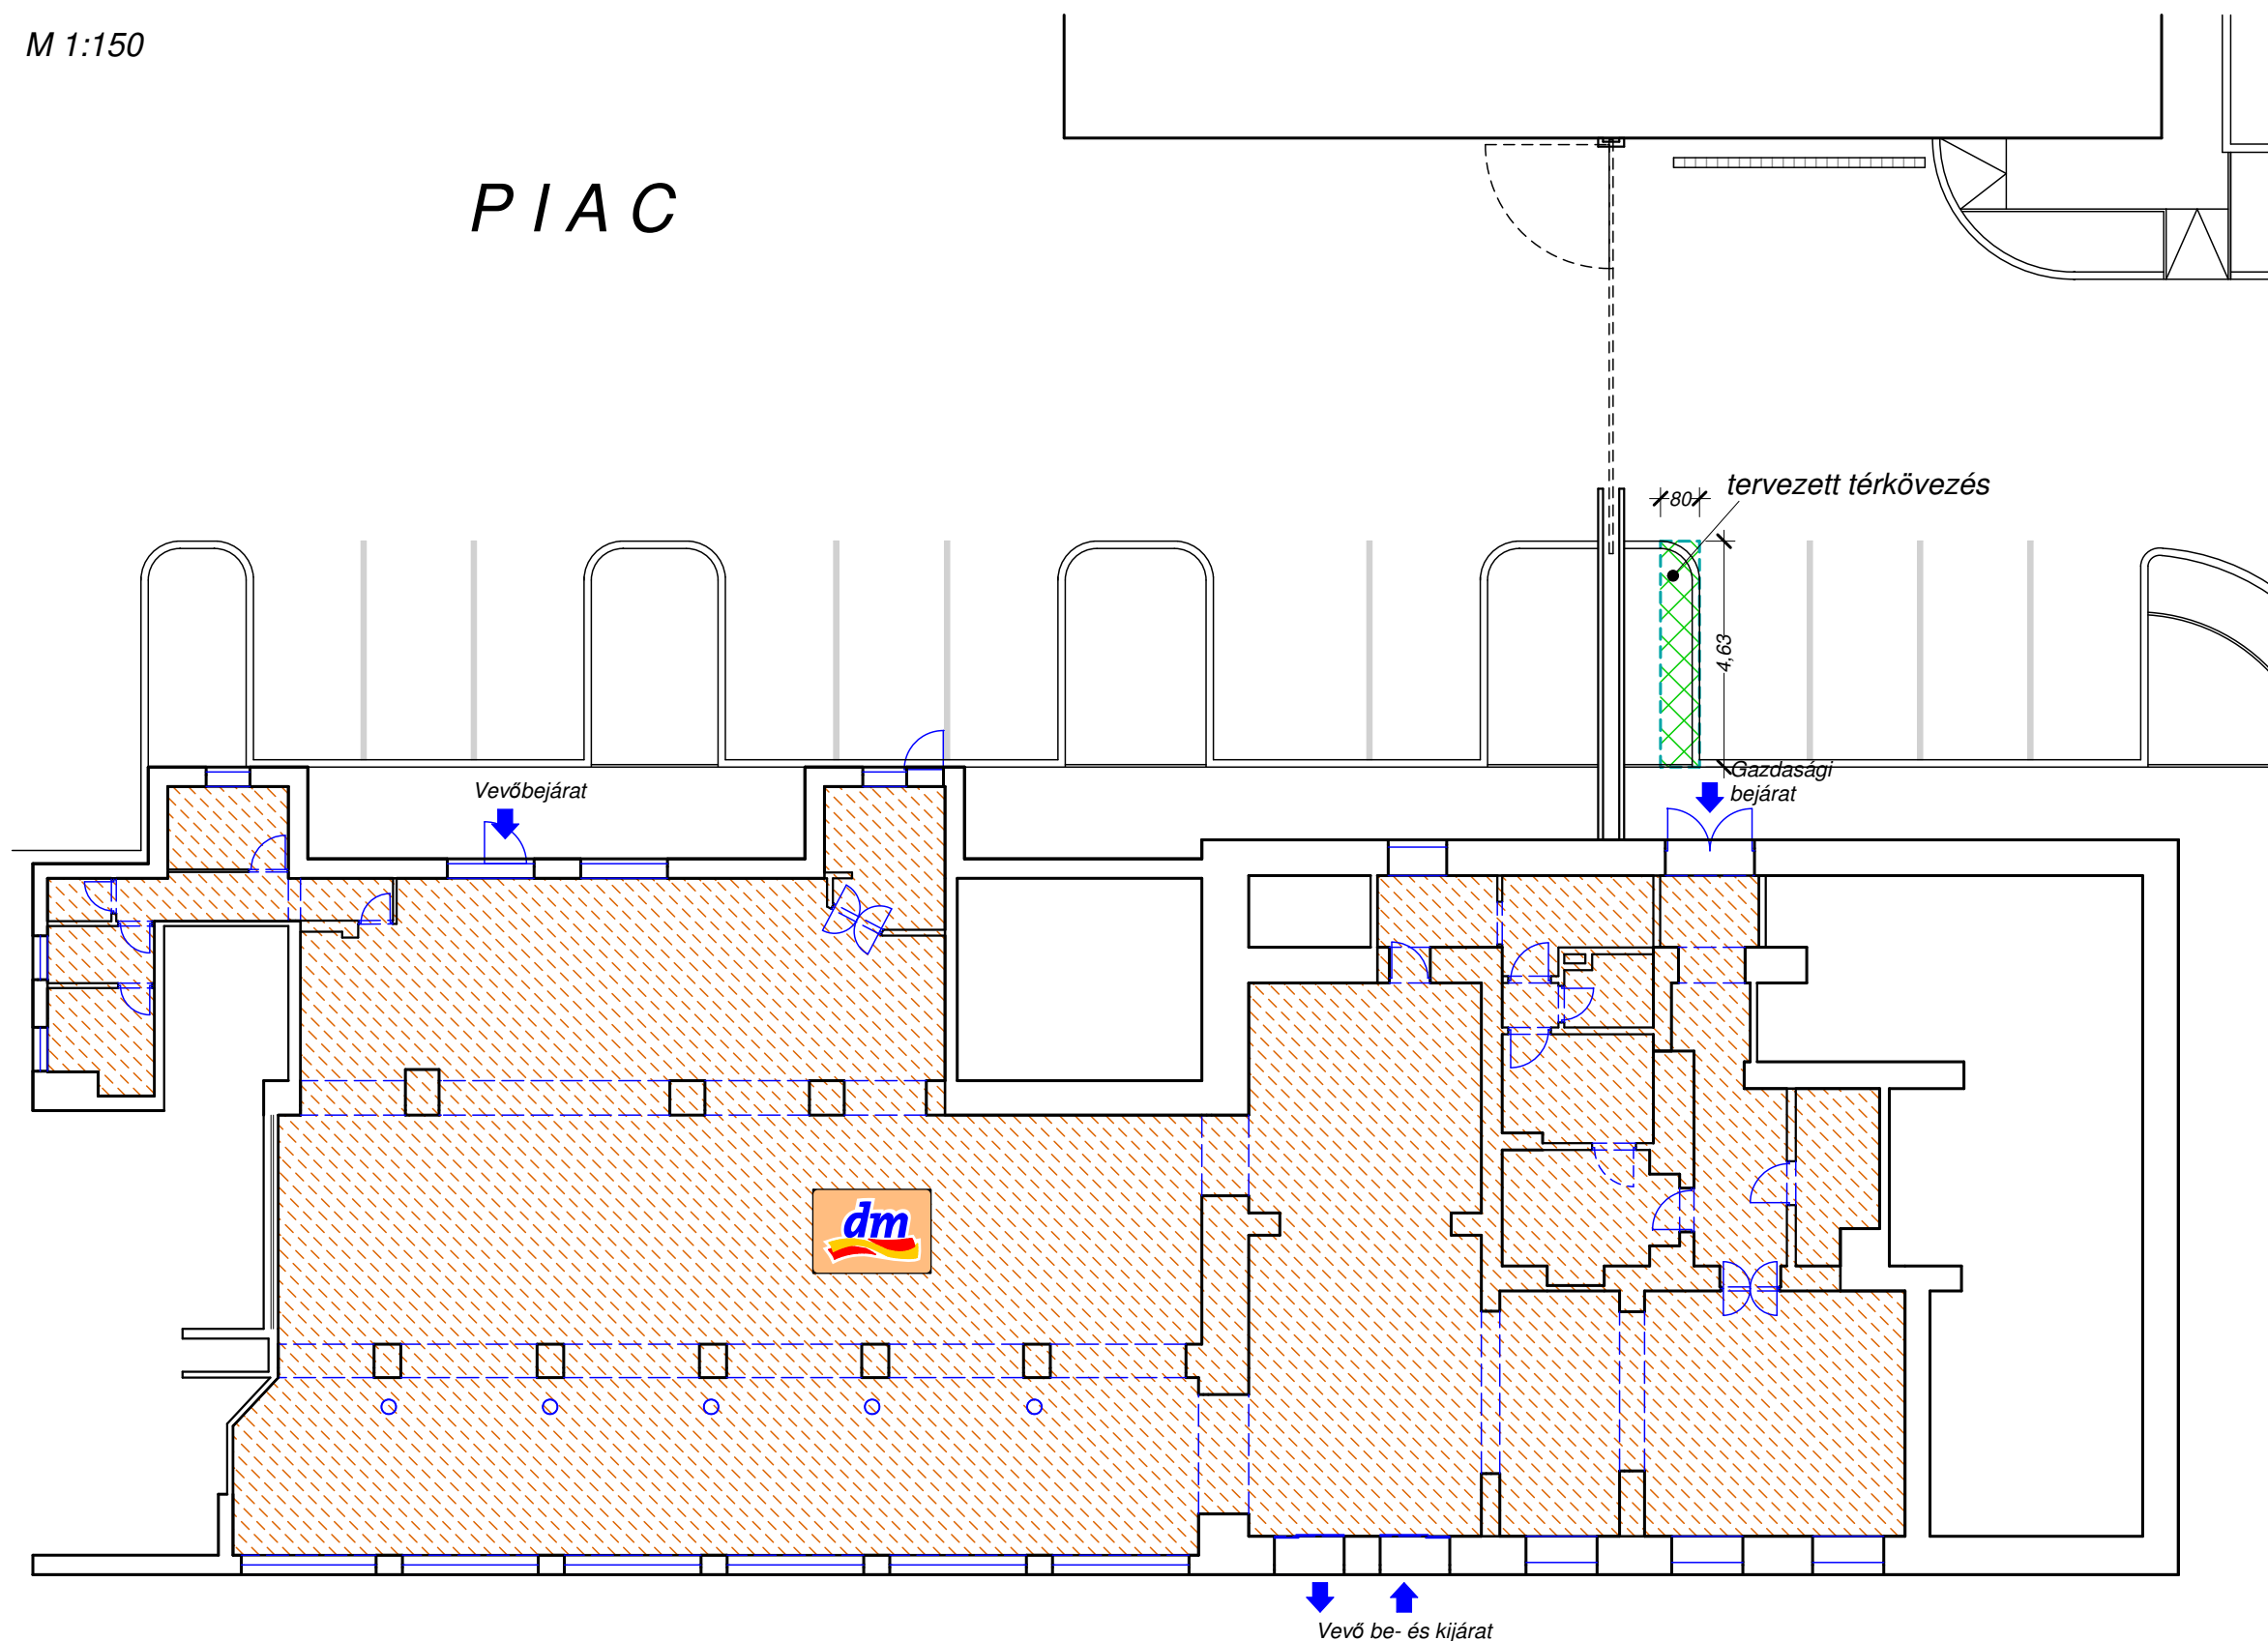 M 1:150
P I A C
80
tervezett térkövezés
4,63
Vevőbejárat
Gazdasági
bejárat
dm
Vevő be- és kijárat